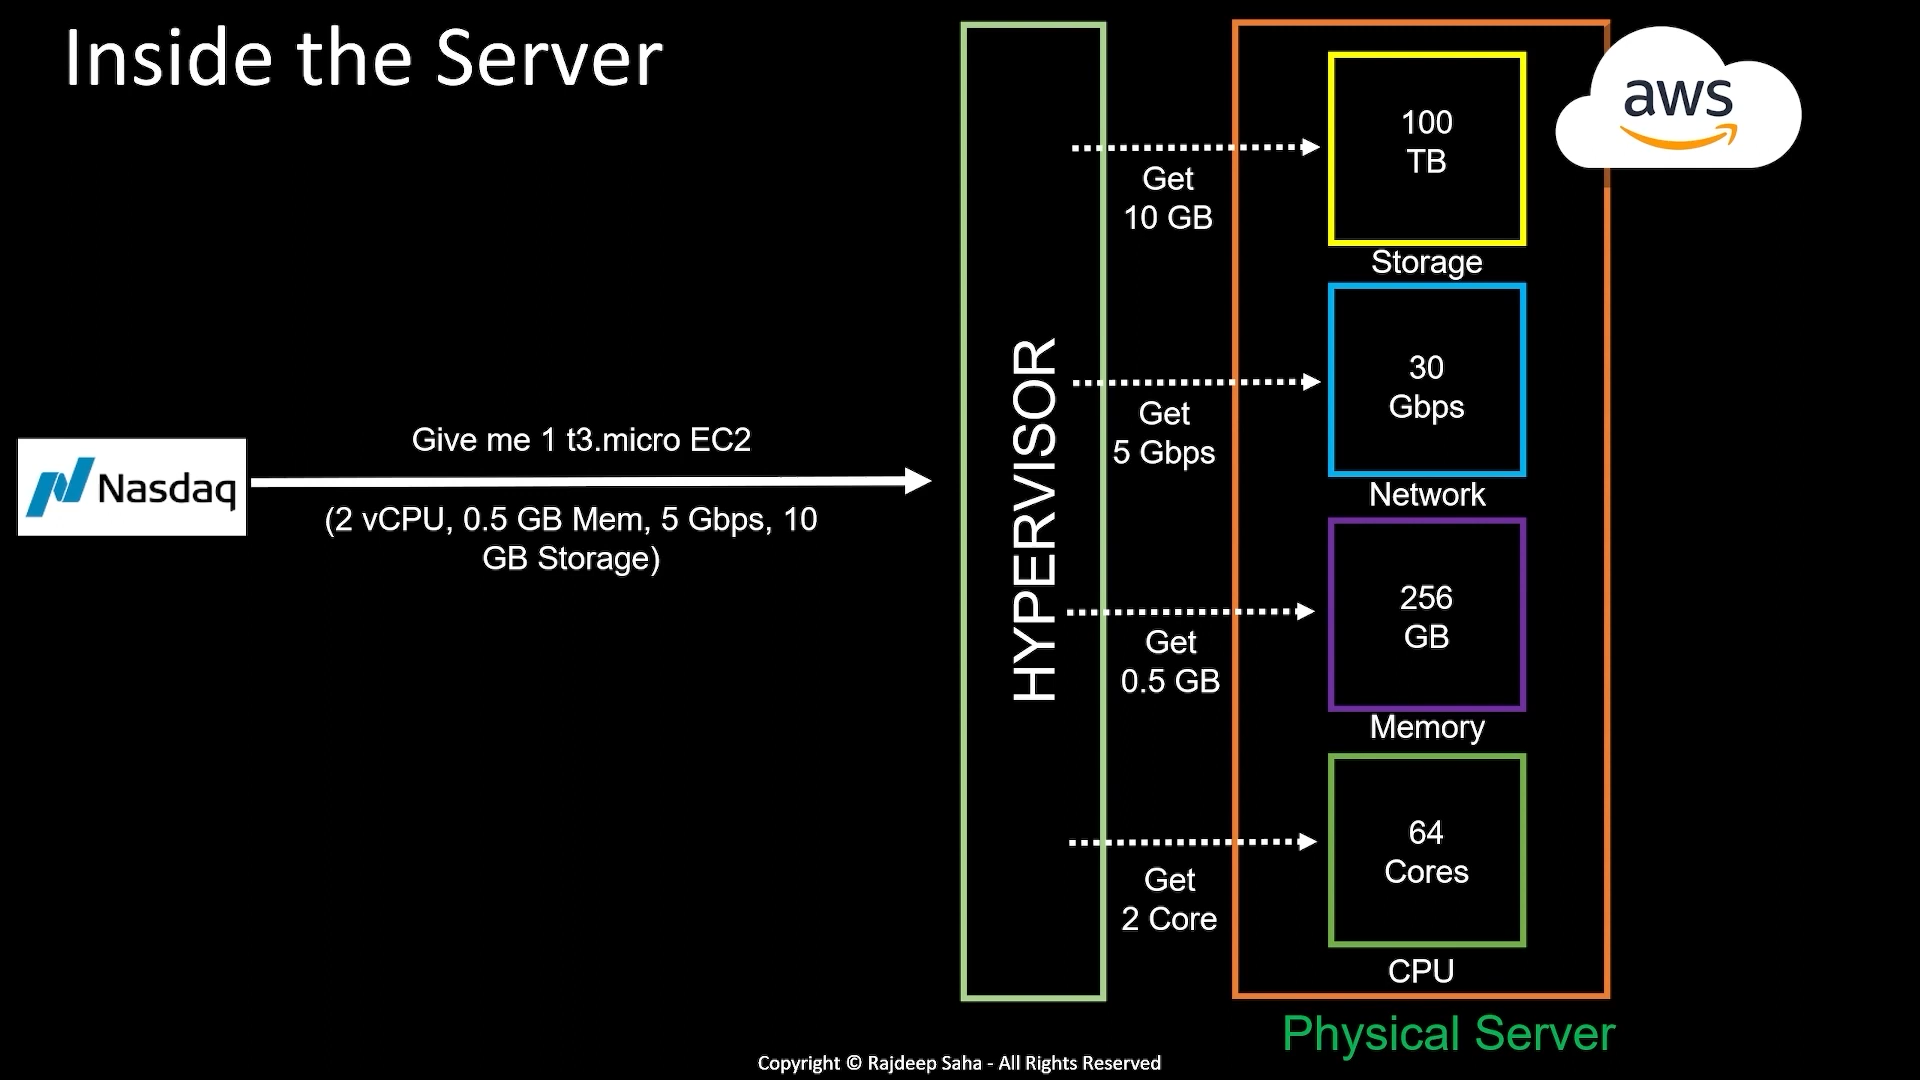 Inside the Server
aws
100
TB
Get
10 GB
Storage
30
Gbps
Get
5 Gbps
Network
HYPERVISOR
Nasdaq
Give me 1 t3.micro EC2
(2 vCPU, 0.5 GB Mem, 5 Gbps, 10
GB Storage)
256
GB
Get
0.5 GB
Memory
64
Cores
Get
2 Core
CPU
Physical Server
Copyright © Rajdeep Saha - All Rights Reserved